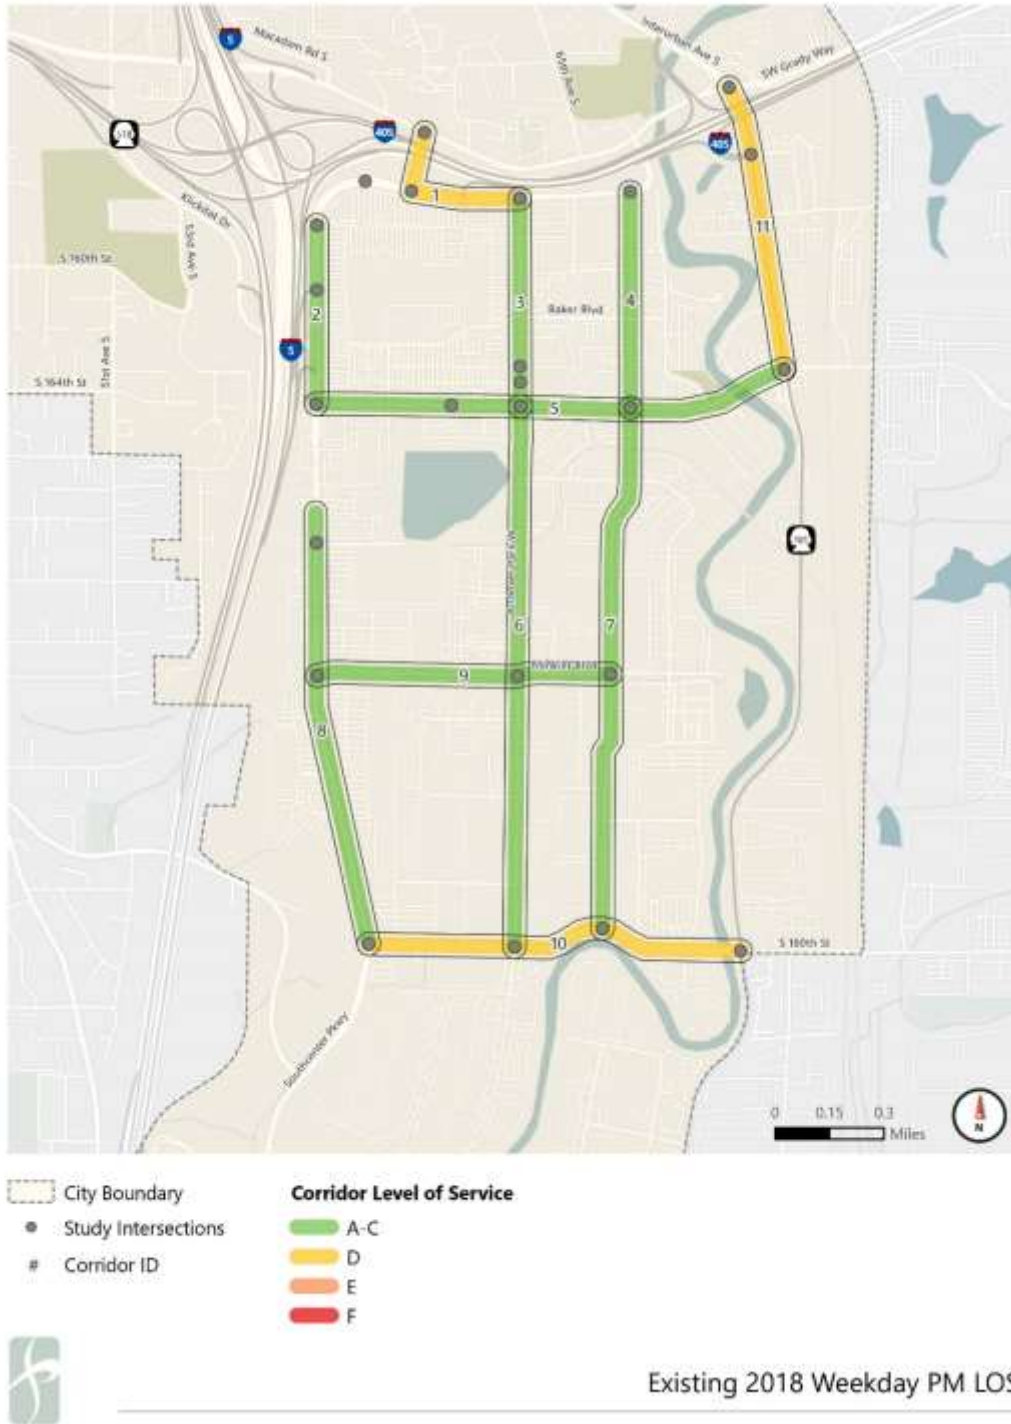 5
Macadam Rd S
65th Ave S
Interurban Ave S
SW Grady Way
405
405
518
Klickitat Dr
53rd Ave S
S 160th St
51st Ave S
S 164th St
5
1
2
3
4
11
Baker Blvd
5
6
7
9
8
10
S 180th St
Southcenter Pkwy
0 0.15 0.3
Miles
N
City Boundary
Study Intersections
# Corridor ID
Corridor Level of Service
A-C
D
E
F
Existing 2018 Weekday PM LOS